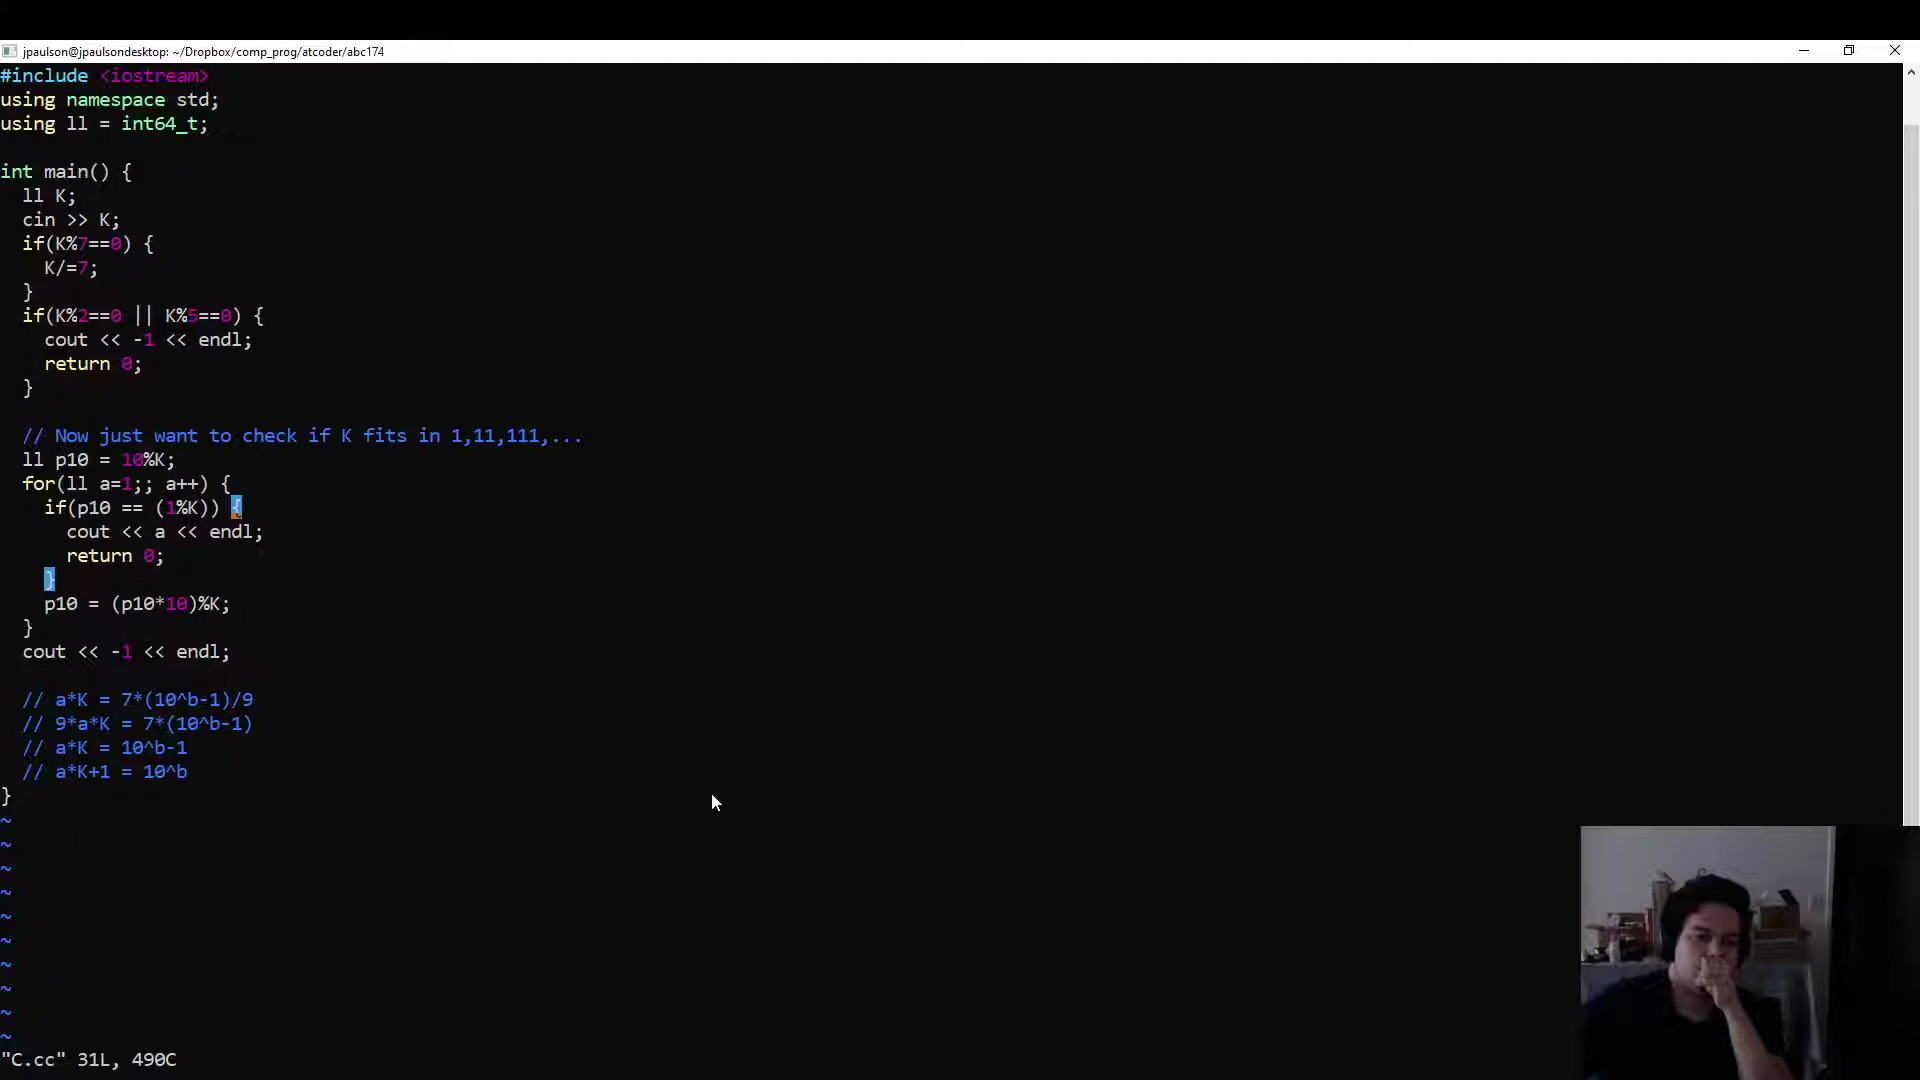 jpaulson@jpaulsondesktop: ~/Dropbox/comp_prog/atcoder/abc174
#include <iostream>
using namespace std;
using ll = int64_t;
int main() {
  ll K;
  cin >> K;
  if(K%7==0) {
    K/=7;
  }
  if(K%2==0 || K%5==0) {
    cout << -1 << endl;
    return 0;
  }
  // Now just want to check if K fits in 1,11,111,...
  ll p10 = 10%K;
  for(ll a=1;; a++) {
    if(p10 == (1%K)) {
      cout << a << endl;
      return 0;
    }
    p10 = (p10*10)%K;
  }
  cout << -1 << endl;
  // a*K = 7*(10^b-1)/9
  // 9*a*K = 7*(10^b-1)
  // a*K = 10^b-1
  // a*K+1 = 10^b
}
~
~
~
~
~
~
~
~
~
~
"C.cc" 31L, 490C